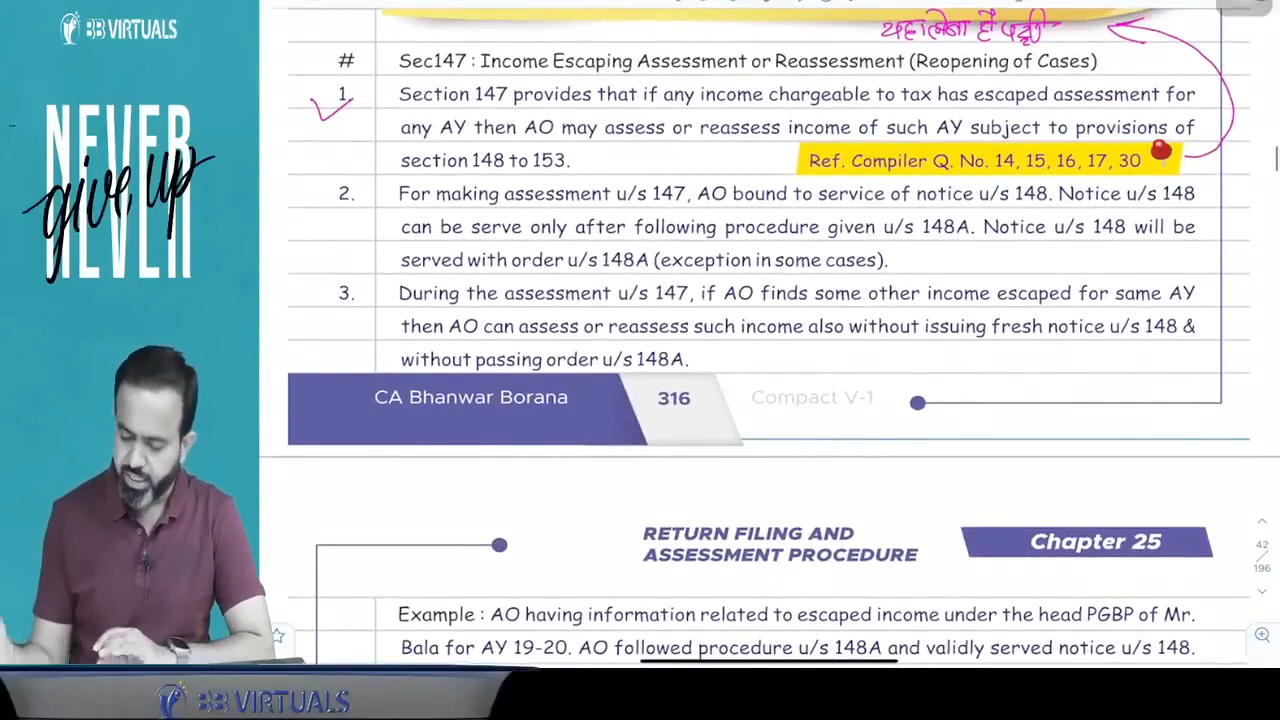 BB VIRTUALS
NEVER
give up
NEVER
यहा लेना है
# Sec147 : Income Escaping Assessment or Reassessment (Reopening of Cases)
1. Section 147 provides that if any income chargeable to tax has escaped assessment for
any AY then AO may assess or reassess income of such AY subject to provisions of
section 148 to 153. Ref. Compiler Q. No. 14, 15, 16, 17, 30
2. For making assessment u/s 147, AO bound to service of notice u/s 148. Notice u/s 148
can be serve only after following procedure given u/s 148A. Notice u/s 148 will be
served with order u/s 148A (exception in some cases).
3. During the assessment u/s 147, if AO finds some other income escaped for same AY
then AO can assess or reassess such income also without issuing fresh notice u/s 148 &
without passing order u/s 148A.
CA Bhanwar Borana 316 Compact V-1
RETURN FILING AND
ASSESSMENT PROCEDURE
Chapter 25
42
196
Example : AO having information related to escaped income under the head PGBP of Mr.
Bala for AY 19-20. AO followed procedure u/s 148A and validly served notice u/s 148.
BB VIRTUALS